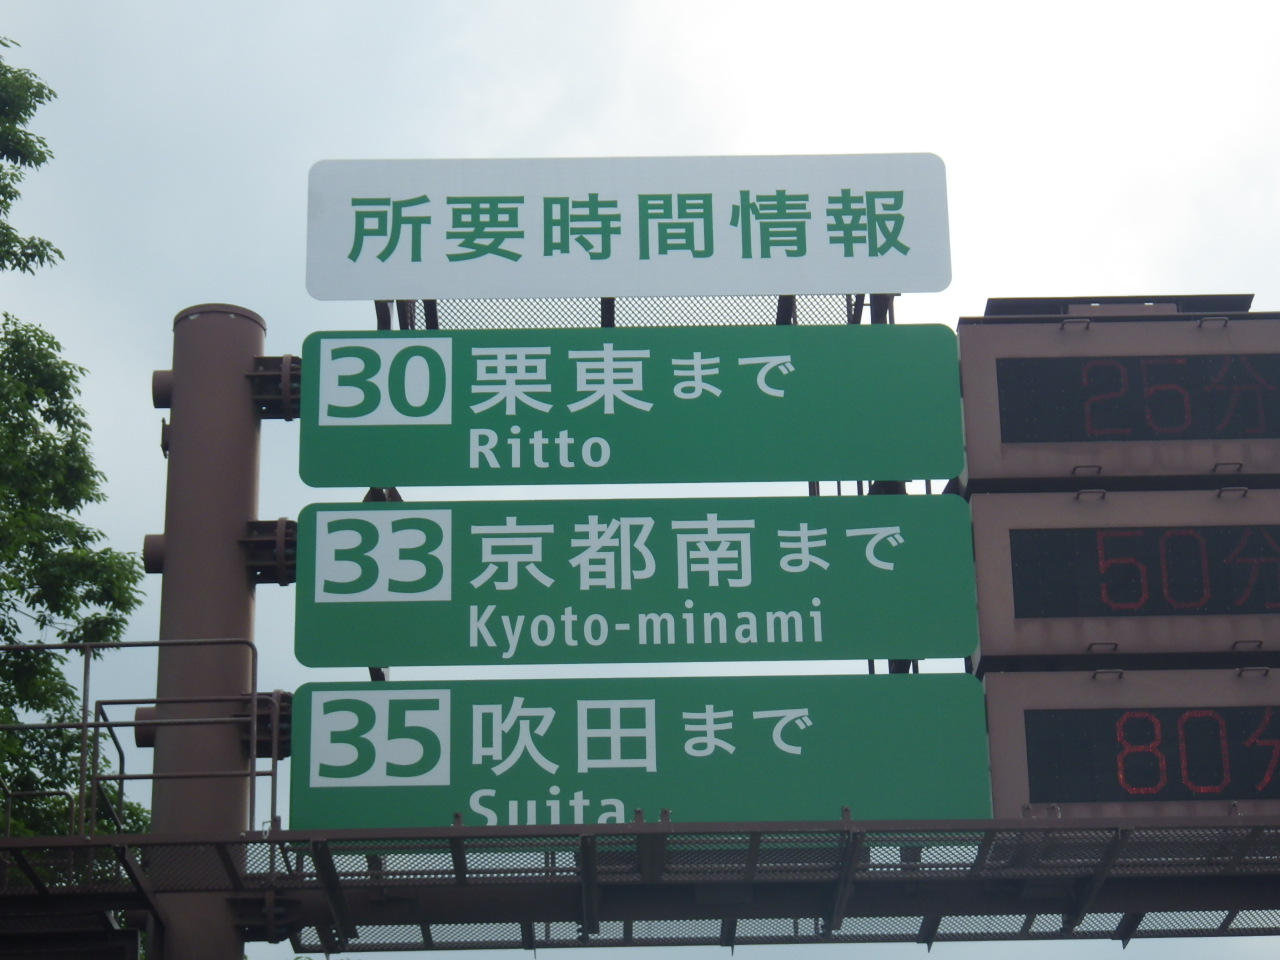 所要時間情報
30 栗東まで 25分
Ritto
33 京都南まで 50分
Kyoto-minami
35 吹田まで 80分
Suita